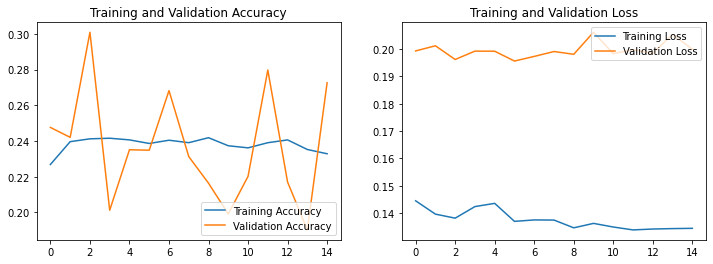 Training and Validation Accuracy
0.30
0.28
0.26
0.24
0.22
0.20
0 2 4 6 8 10 12 14
Training Accuracy
Validation Accuracy
Training and Validation Loss
0.20
0.19
0.18
0.17
0.16
0.15
0.14
0 2 4 6 8 10 12 14
Training Loss
Validation Loss